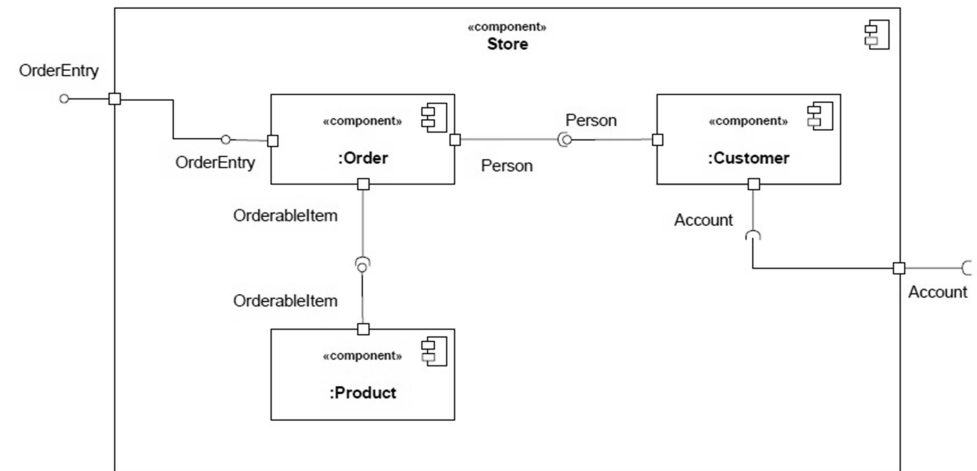 «component»
Store
OrderEntry
OrderEntry
«component»
:Order
Person
Person
«component»
:Customer
OrderableItem
OrderableItem
Account
Account
«component»
:Product